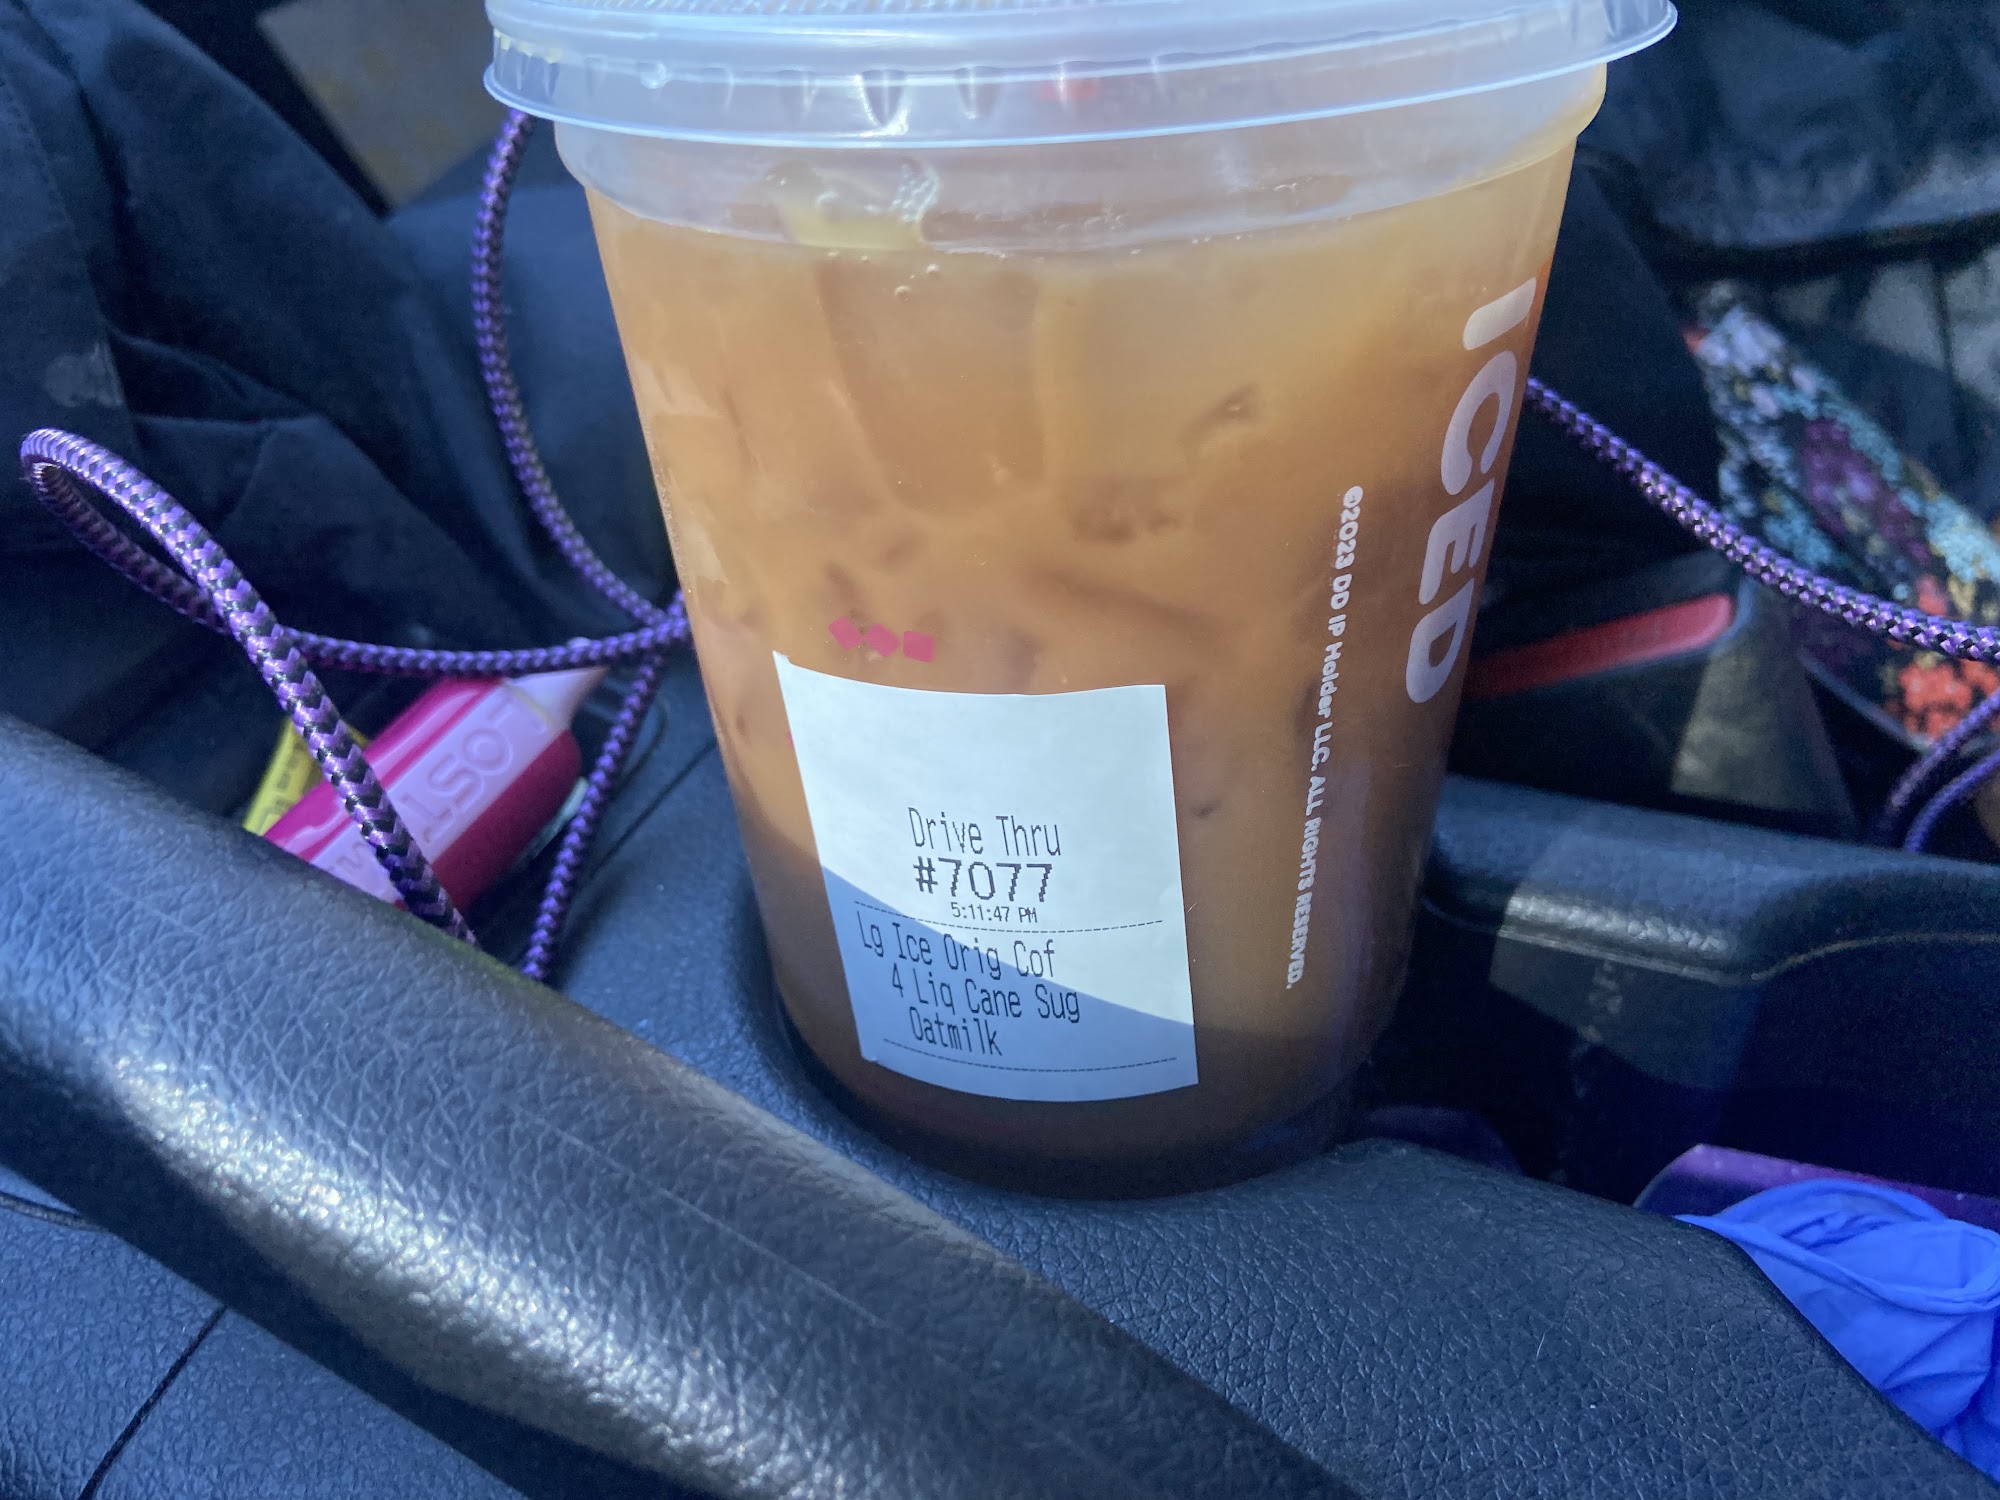 ICED
©2023 DD IP Holder LLC. ALL RIGHTS RESERVED.
Drive Thru
#7077
5:11:47 PM
Lg Ice Orig Cof
4 Liq Cane Sug
Oatmilk